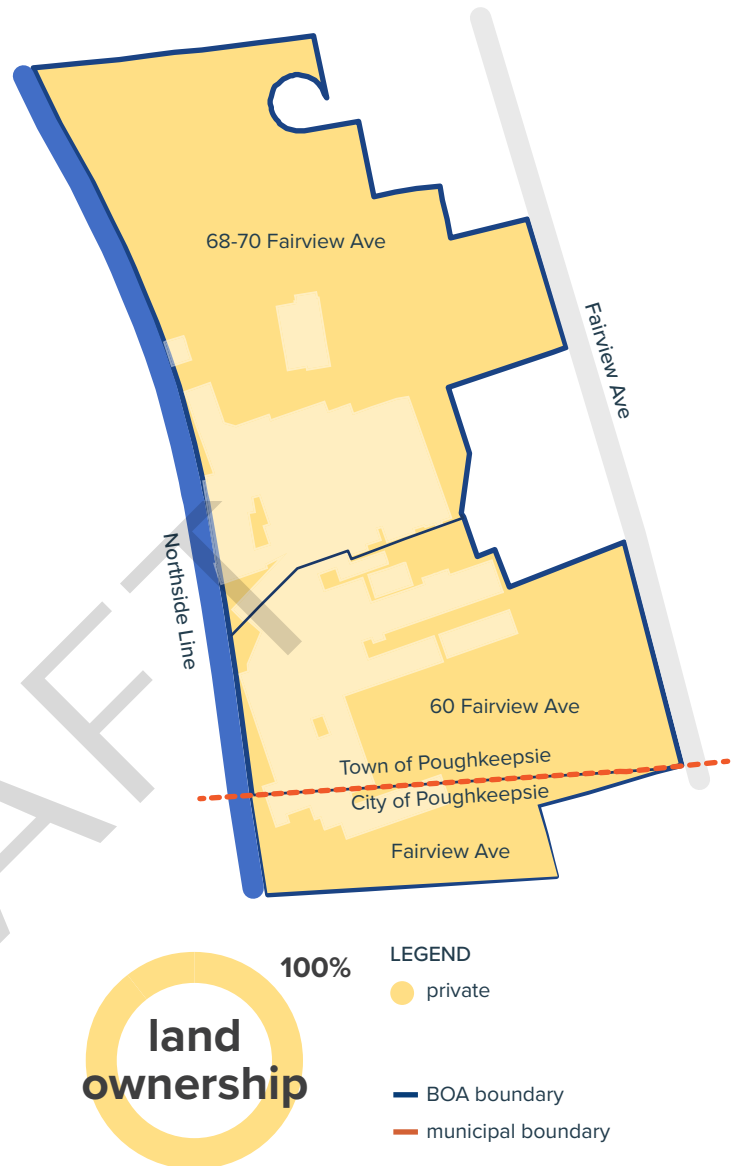 68-70 Fairview Ave
Fairview Ave
Northside Line
AFT
60 Fairview Ave
Town of Poughkeepsie
City of Poughkeepsie
Fairview Ave
100%
land
ownership
LEGEND
private
BOA boundary
municipal boundary